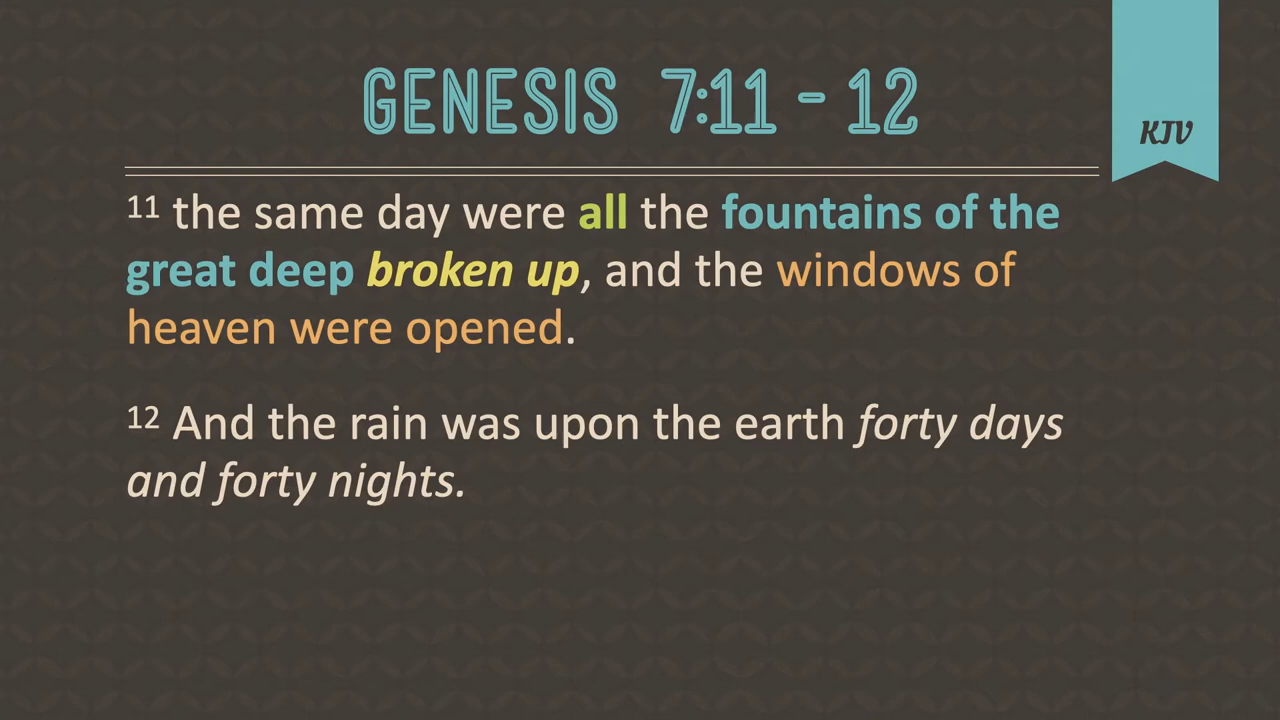 GENESIS 7:11 - 12
KJV
11 the same day were all the fountains of the
great deep broken up, and the windows of
heaven were opened.
12 And the rain was upon the earth forty days
and forty nights.